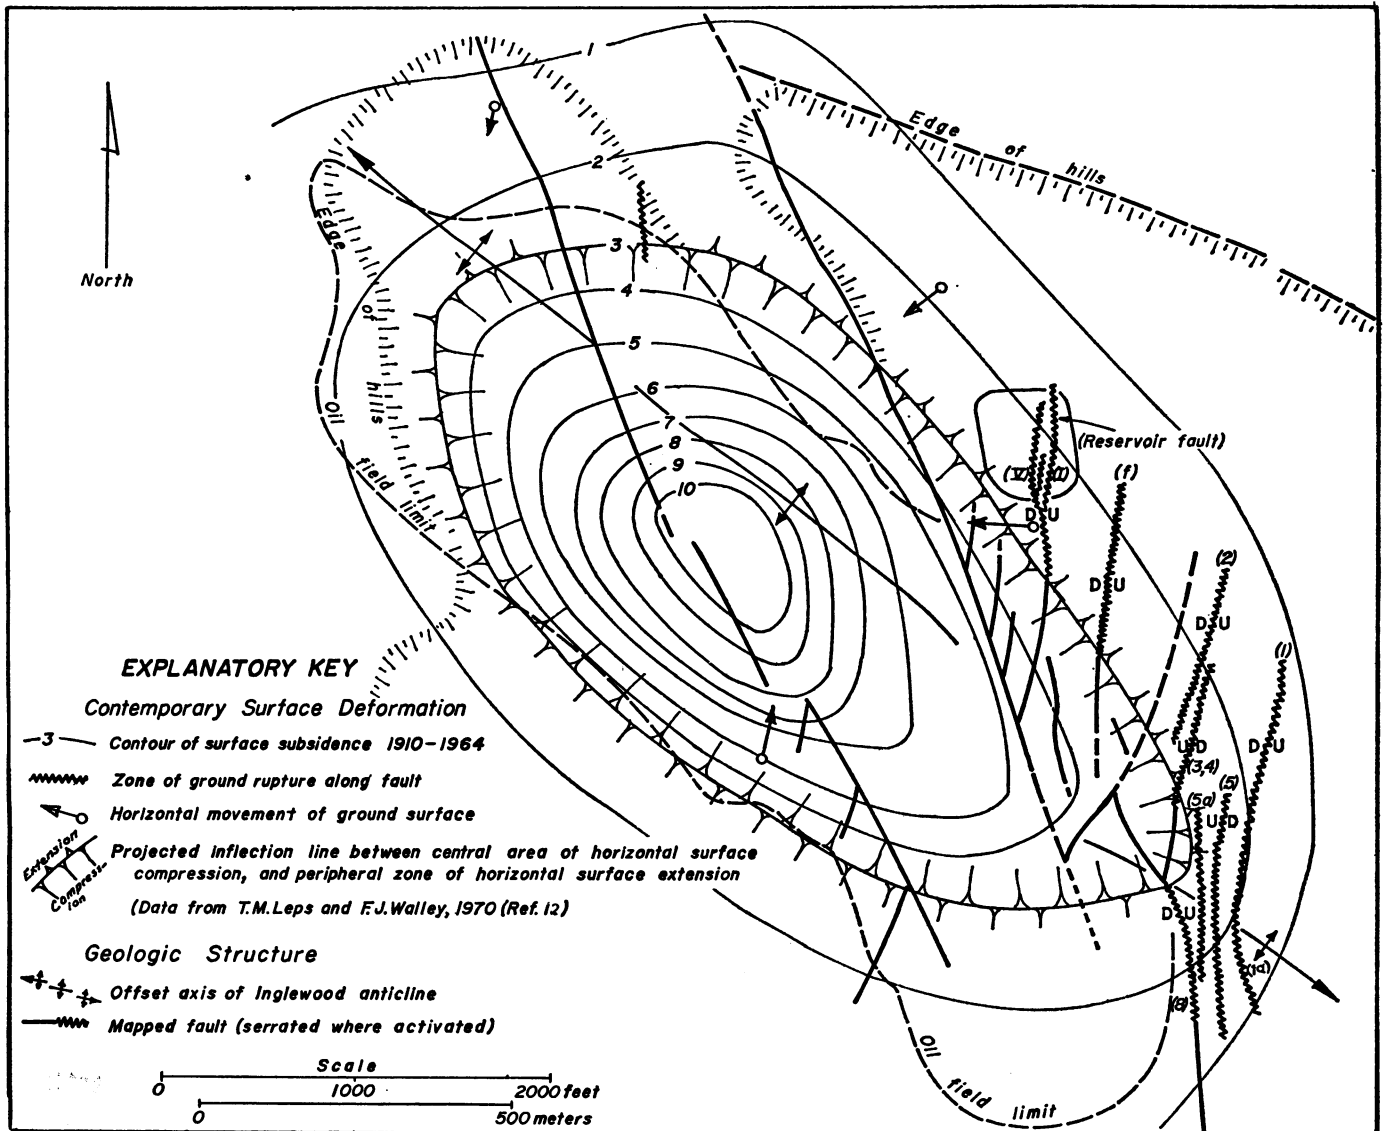 1
2
3
4
5
6
7
8
9
10
North
Edge
of
hills
Edge
of
hills
Oil
field limit
(Reservoir fault)
(V)
(I)
(f)
D U
D U
(2)
D U
(1)
D U
U D
(3,4)
(5a)
(5)
U D
D U
(8)
(1a)
Oil
field limit
EXPLANATORY KEY
Contemporary Surface Deformation
3 Contour of surface subsidence 1910-1964
Zone of ground rupture along fault
Horizontal movement of ground surface
Extension
Compress-
ion
Projected inflection line between central area of horizontal surface
compression, and peripheral zone of horizontal surface extension
(Data from T.M. Leps and F.J. Walley, 1970 (Ref. 12)
Geologic Structure
Offset axis of Inglewood anticline
Mapped fault (serrated where activated)
Scale
0 1000 2000 feet
0 500 meters